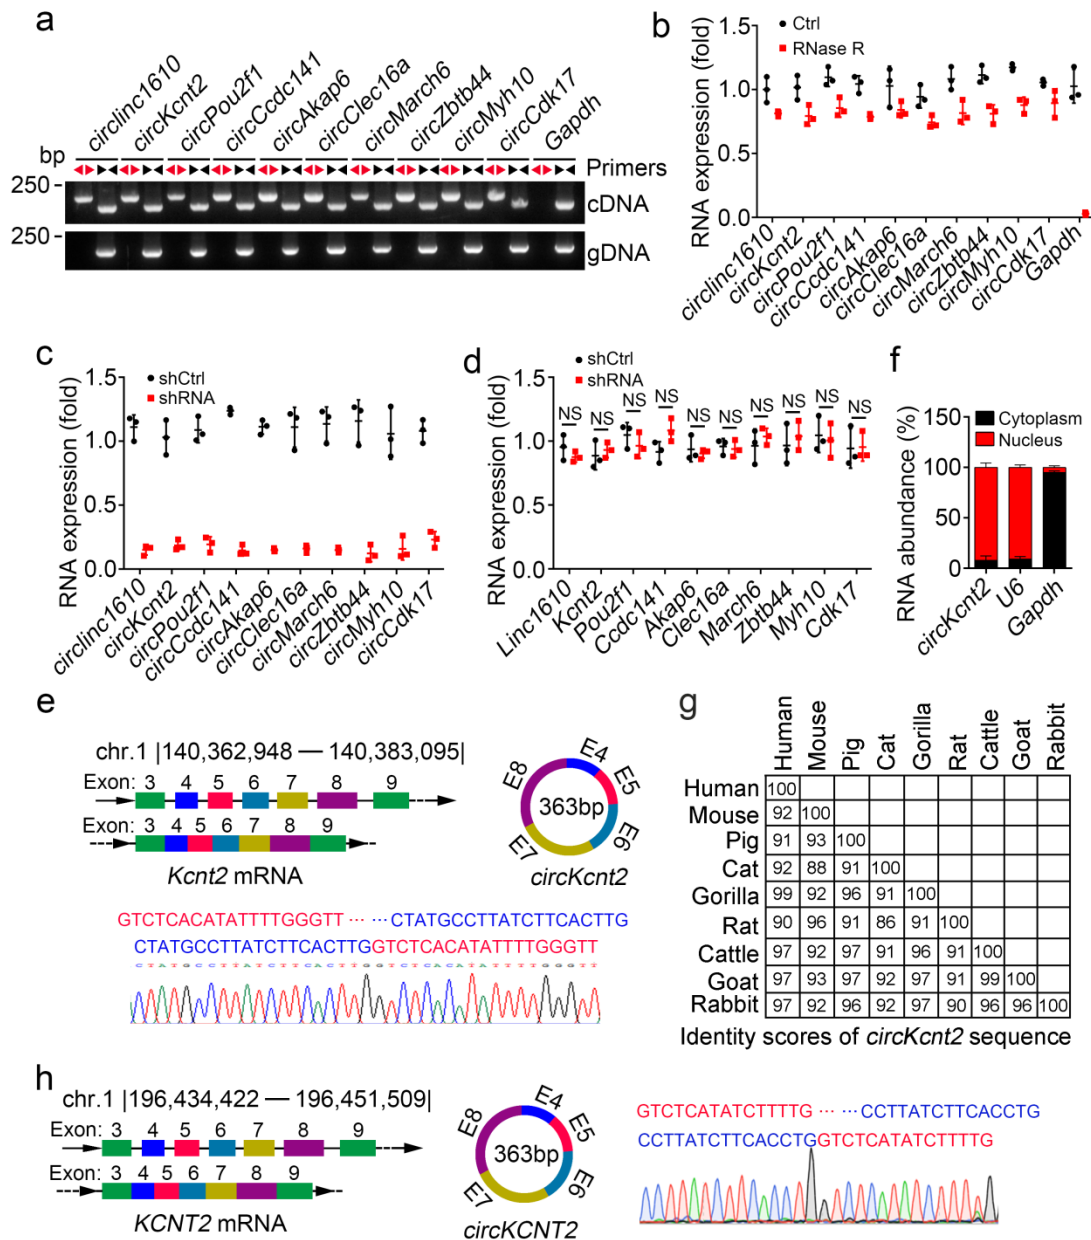 a
circlinc1610
circKcnt2
circPou2f1
circCcdc141
circAkap6
circClec16a
circMarch6
circZbtb44
circMyh10
circCdk17
Gapdh
bp
Primers
250
cDNA
250
gDNA
b
Ctrl
RNase R
RNA expression (fold)
1.5
1.0
0.5
0.0
circlinc1610
circKcnt2
circPou2f1
circCcdc141
circAkap6
circClec16a
circMarch6
circZbtb44
circMyh10
circCdk17
Gapdh
c
shCtrl
shRNA
RNA expression (fold)
1.5
1.0
0.5
0.0
circlinc1610
circKcnt2
circPou2f1
circCcdc141
circAkap6
circClec16a
circMarch6
circZbtb44
circMyh10
circCdk17
d
shCtrl
shRNA
RNA expression (fold)
1.5
1.0
0.5
0.0
NS NS NS NS NS NS NS NS NS NS
Linc1610
Kcnt2
Pou2f1
Ccdc141
Akap6
Clec16a
March6
Zbtb44
Myh10
Cdk17
f
Cytoplasm
Nucleus
RNA abundance (%)
150
100
50
0
circKcnt2
U6
Gapdh
e
chr.1 |140,362,948 — 140,383,095|
Exon: 3 4 5 6 7 8 9
Exon: 3 4 5 6 7 8 9
Kcnt2 mRNA
E4
E5
E6
E7
E8
363bp
circKcnt2
GTCTCACATATTTTGGGTT ··· ···CTATGCCTTATCTTCACTTG
CTATGCCTTATCTTCACTTGGTCTCACATATTTTGGGTT
C T A T G C C T T A T C T T C A C T T G G T C T C A C A T A T T T T G G G T T
g
Human Mouse Pig Cat Gorilla Rat Cattle Goat Rabbit
Human 100
Mouse 92 100
Pig 91 93 100
Cat 92 88 91 100
Gorilla 99 92 96 91 100
Rat 90 96 91 86 91 100
Cattle 97 92 97 91 96 91 100
Goat 97 93 97 92 97 91 99 100
Rabbit 97 92 96 92 97 90 96 96 100
Identity scores of circKcnt2 sequence
h
chr.1 |196,434,422 — 196,451,509|
Exon: 3 4 5 6 7 8 9
Exon: 3 4 5 6 7 8 9
KCNT2 mRNA
E4
E5
E6
E7
E8
363bp
circKCNT2
GTCTCATATCTTTTG ··· ···CCTTATCTTCACCTG
CCTTATCTTCACCTGGTCTCATATCTTTTG